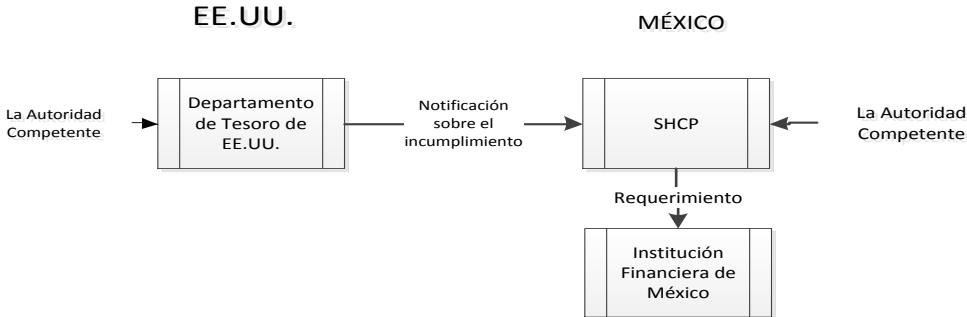 EE.UU.
MÉXICO
La Autoridad
Competente
Departamento
de Tesoro de
EE.UU.
Notificación
sobre el
incumplimiento
SHCP
La Autoridad
Competente
Requerimiento
Institución
Financiera de
México